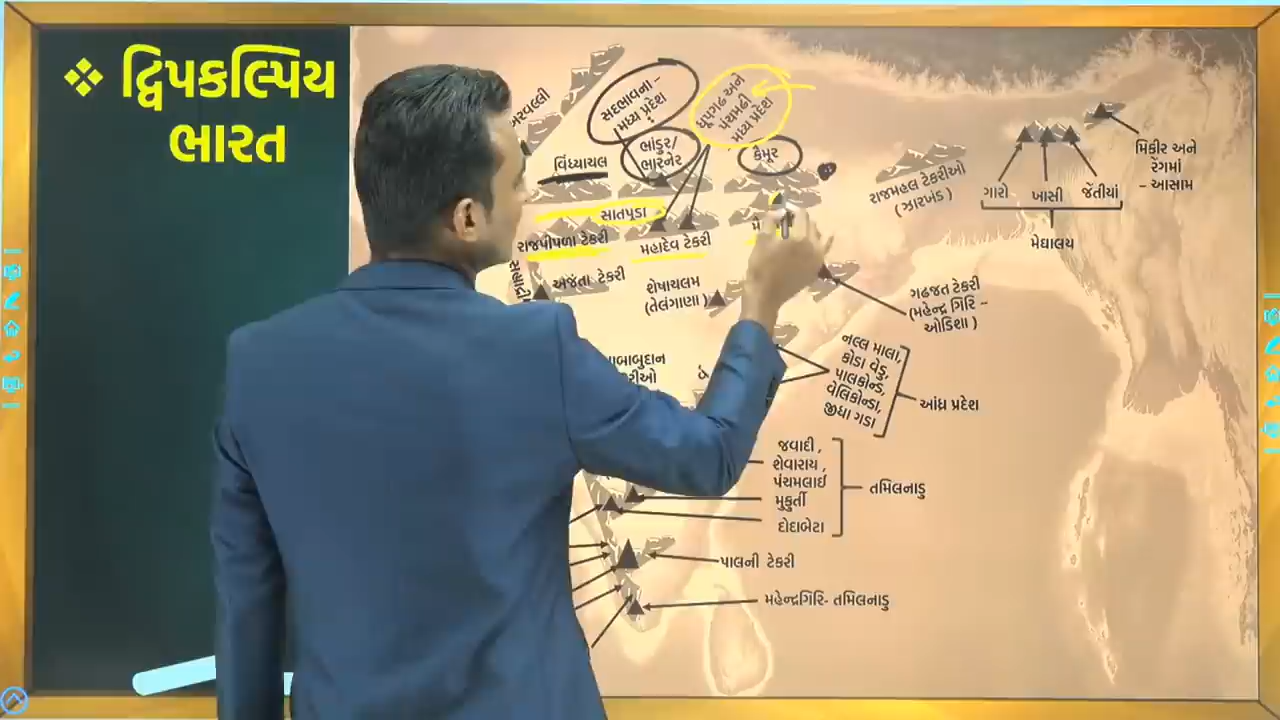 ❖ દ્વિપકલ્પિય
ભારત
સદભાવના –
મધ્ય પ્રદેશ
ધૂપગઢ અને
પંચમઢી
મધ્ય પ્રદેશ
વિંધ્યાચલ
ભાંડુર/
ભારનેર
કૈમુર
સાતપૂડા
રાજપીપળા ટેકરી
મહાદેવ ટેકરી
અજંતા ટેકરી
શેષાચલમ
(તેલંગાણા)
રાજમહલ ટેકરીઓ
(ઝારખંડ)
ગારો
ખાસી
જેંતીયાં
મેઘાલય
મિકીર અને
રેંગમાં
– આસામ
ગઢજત ટેકરી
(મહેન્દ્ર ગિરિ –
ઓડિશા)
નલ્લ માલા,
કોડા વેડુ,
પાલકોન્ડ,
વેલિકોન્ડા,
જીંધા ગડા
આંધ્ર પ્રદેશ
જવાદી,
શેવારાય,
પંચમલાઈ
મુકુર્તી
દોદાબેટા
તમિલનાડુ
પાલની ટેકરી
મહેન્દ્રગિરિ- તમિલનાડુ